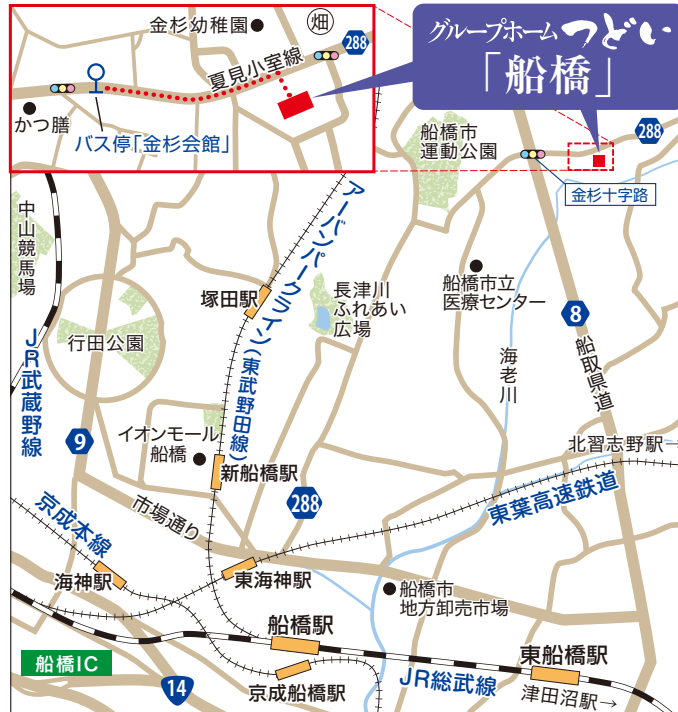 金杉幼稚園
畑
288
夏見小室線
かつ膳
バス停「金杉会館」
グループホームつどい
「船橋」
船橋市
運動公園
288
金杉十字路
中山競馬場
アーバンパークライン(東武野田線)
塚田駅
長津川
ふれあい
広場
船橋市立
医療センター
行田公園
JR武蔵野線
8
船取県道
海老川
9
イオンモール
船橋
新船橋駅
北習志野駅→
288
東葉高速鉄道
市場通り
京成本線
海神駅
東海神駅
船橋市
地方卸売市場
船橋駅
船橋IC
東船橋駅
14
京成船橋駅
JR総武線
津田沼駅→